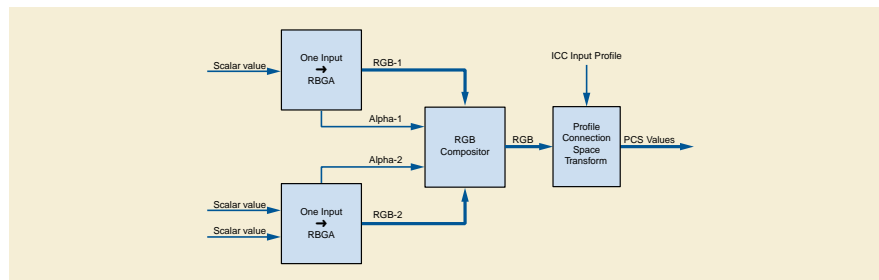 ICC Input Profile
One Input
→
RBGA
Scalar value
RGB-1
Alpha-1
RGB
Compositor
RGB
Profile
Connection
Space
Transform
PCS Values
Alpha-2
Scalar value
Scalar value
One Input
→
RBGA
RGB-2